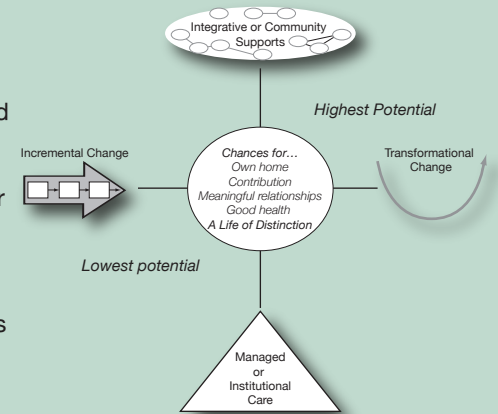 Integrative or Community
Supports
Highest Potential
Incremental Change
Chances for...
Own home
Contribution
Meaningful relationships
Good health
A Life of Distinction
Transformational
Change
Lowest potential
Managed
or
Institutional
Care